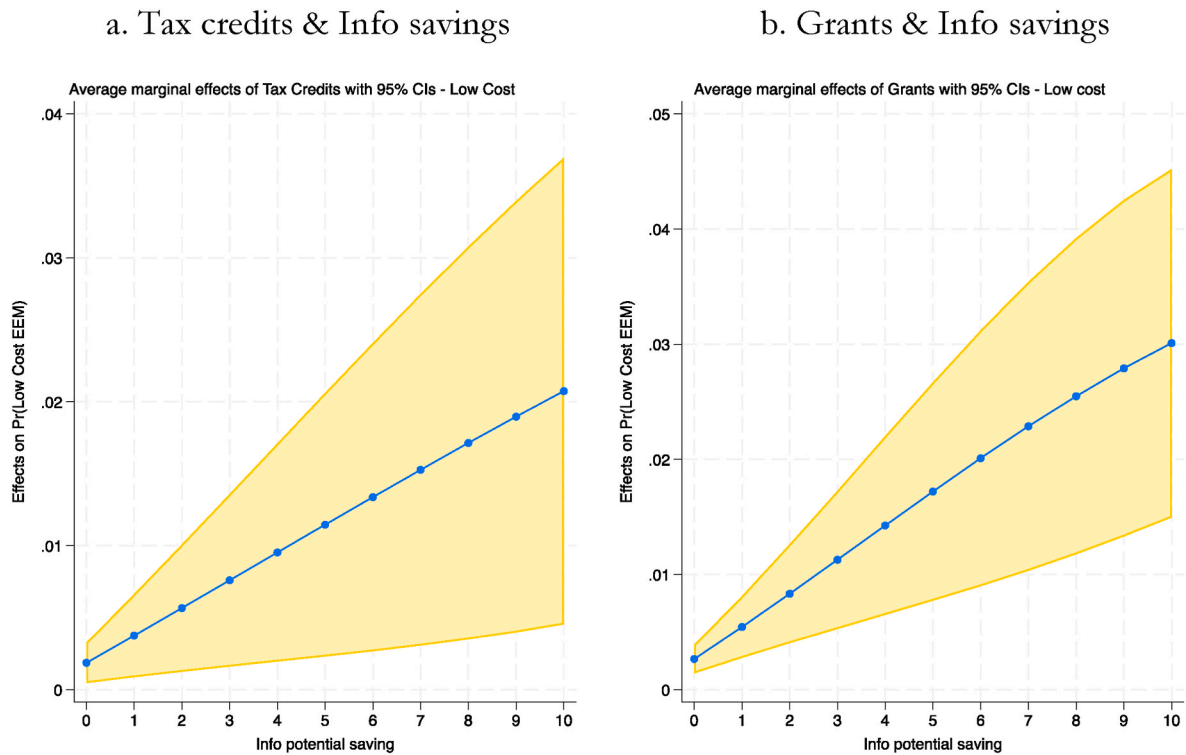 a. Tax credits & Info savings
Average marginal effects of Tax Credits with 95% CIs - Low Cost
Effects on Pr(Low Cost EEM)
.04
.03
.02
.01
0
0 1 2 3 4 5 6 7 8 9 10
Info potential saving
b. Grants & Info savings
Average marginal effects of Grants with 95% CIs - Low cost
Effects on Pr(Low Cost EEM)
.05
.04
.03
.02
.01
0
0 1 2 3 4 5 6 7 8 9 10
Info potential saving